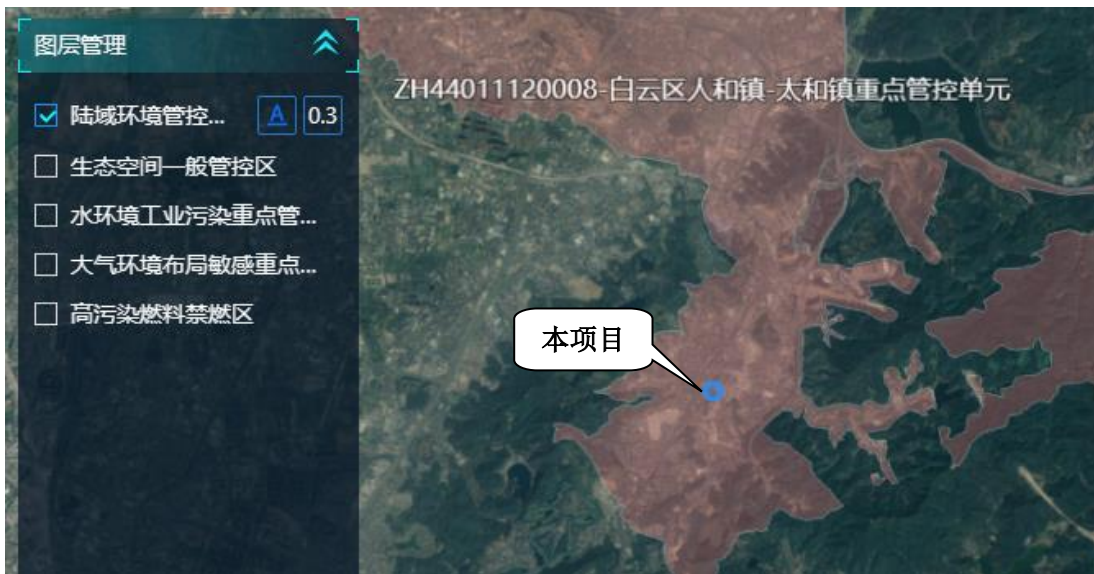 图层管理
ZH44011120008-白云区人和镇-太和镇重点管控单元
陆域环境管控... A 0.3
生态空间一般管控区
水环境工业污染重点管...
大气环境布局敏感重点...
高污染燃料禁燃区
本项目